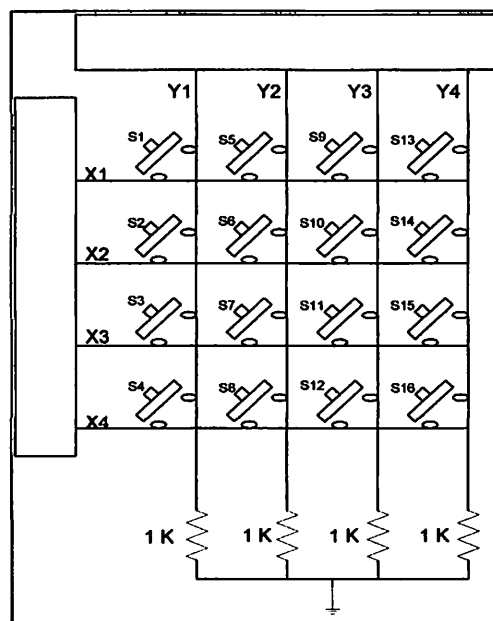 Y1 Y2 Y3 Y4
S1 S5 S9 S13
X1
S2 S6 S10 S14
X2
S3 S7 S11 S15
X3
S4 S8 S12 S16
X4
1 K 1 K 1 K 1 K